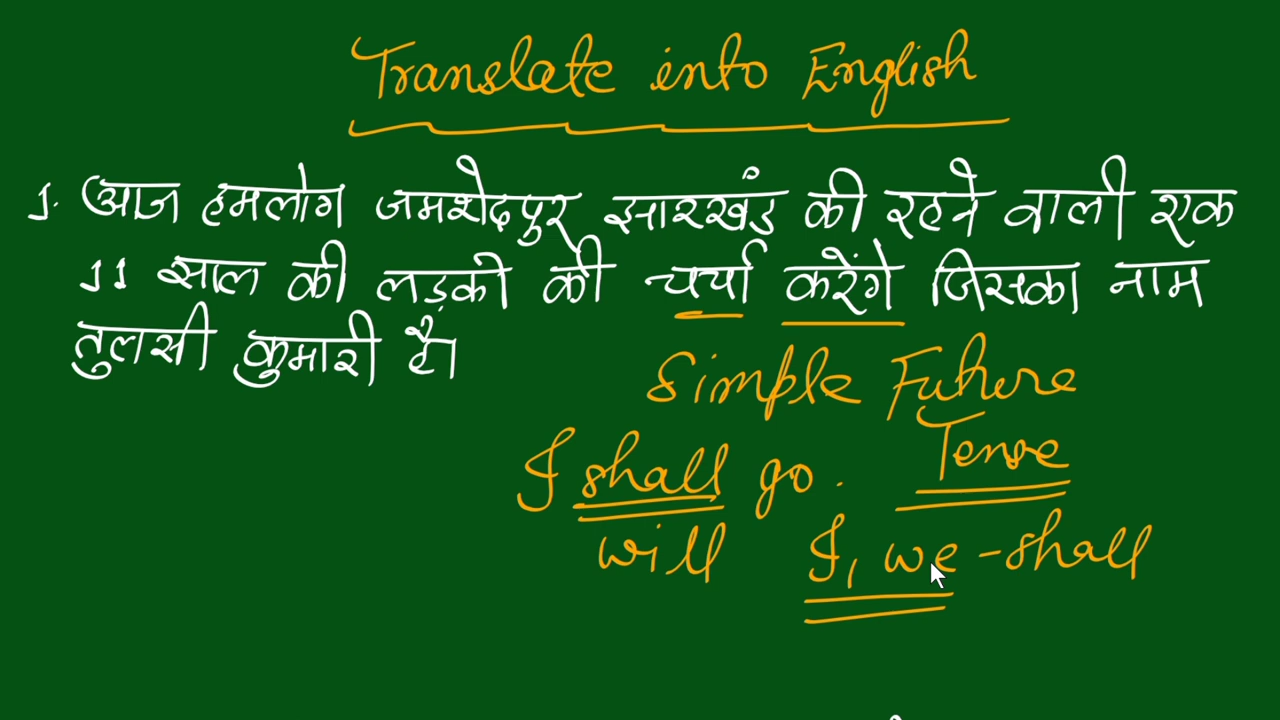 Translate into English
1. आज हमलोग जमशेदपुर झारखंड की रहने वाली एक
11 साल की लड़की की चर्चा करेंगे जिसका नाम
तुलसी कुमारी है।
Simple Future
Tense
I shall go.
will I, we - shall